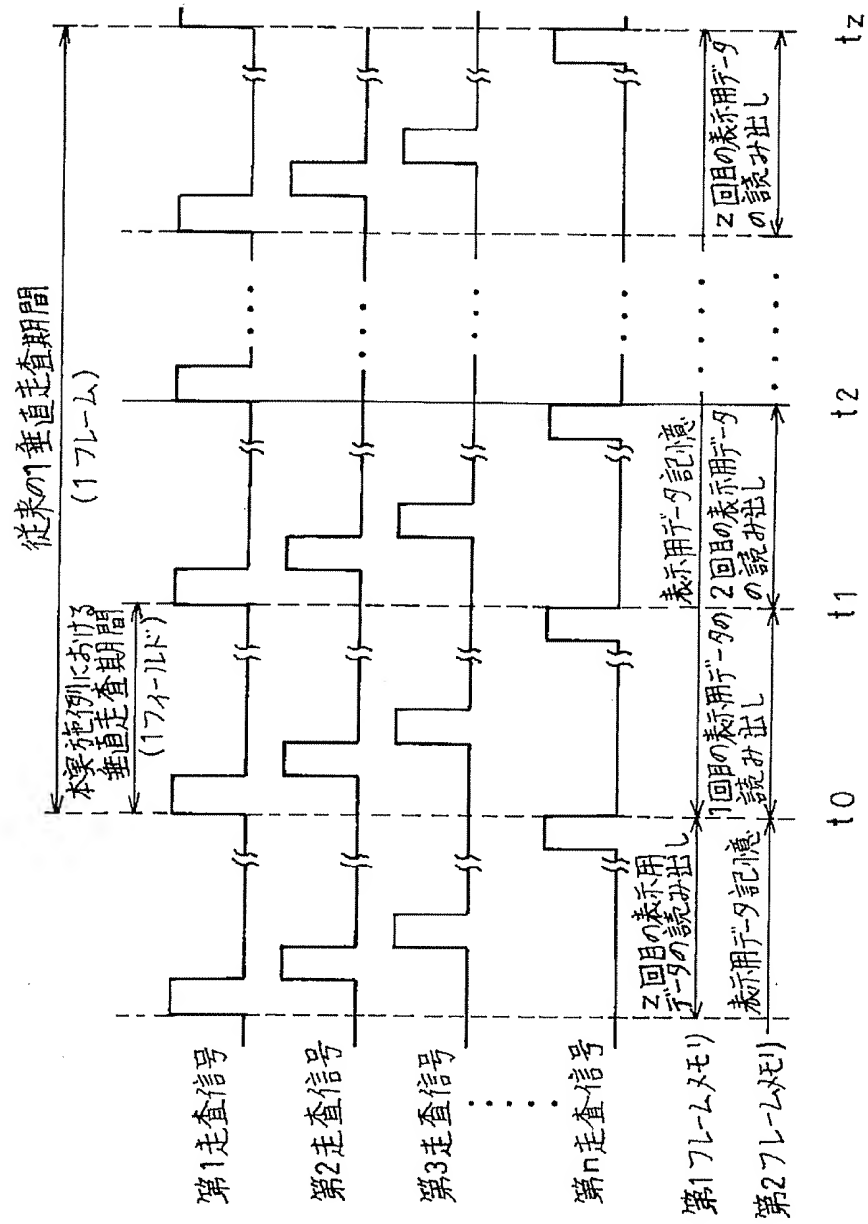 従来の1垂直走査期間
(1フレーム)
本実施例における
垂直走査期間
(1フィールド)
第1走査信号
第2走査信号
第3走査信号
第n走査信号
第1フレームメモリ
第2フレームメモリ
z回目の表示用
データの読み出し
表示用データ記憶
表示用データ記憶
1回目の表示用データの
読み出し
2回目の表示用データ
の読み出し
z回目の表示用データ
の読み出し
t0
t1
t2
tz